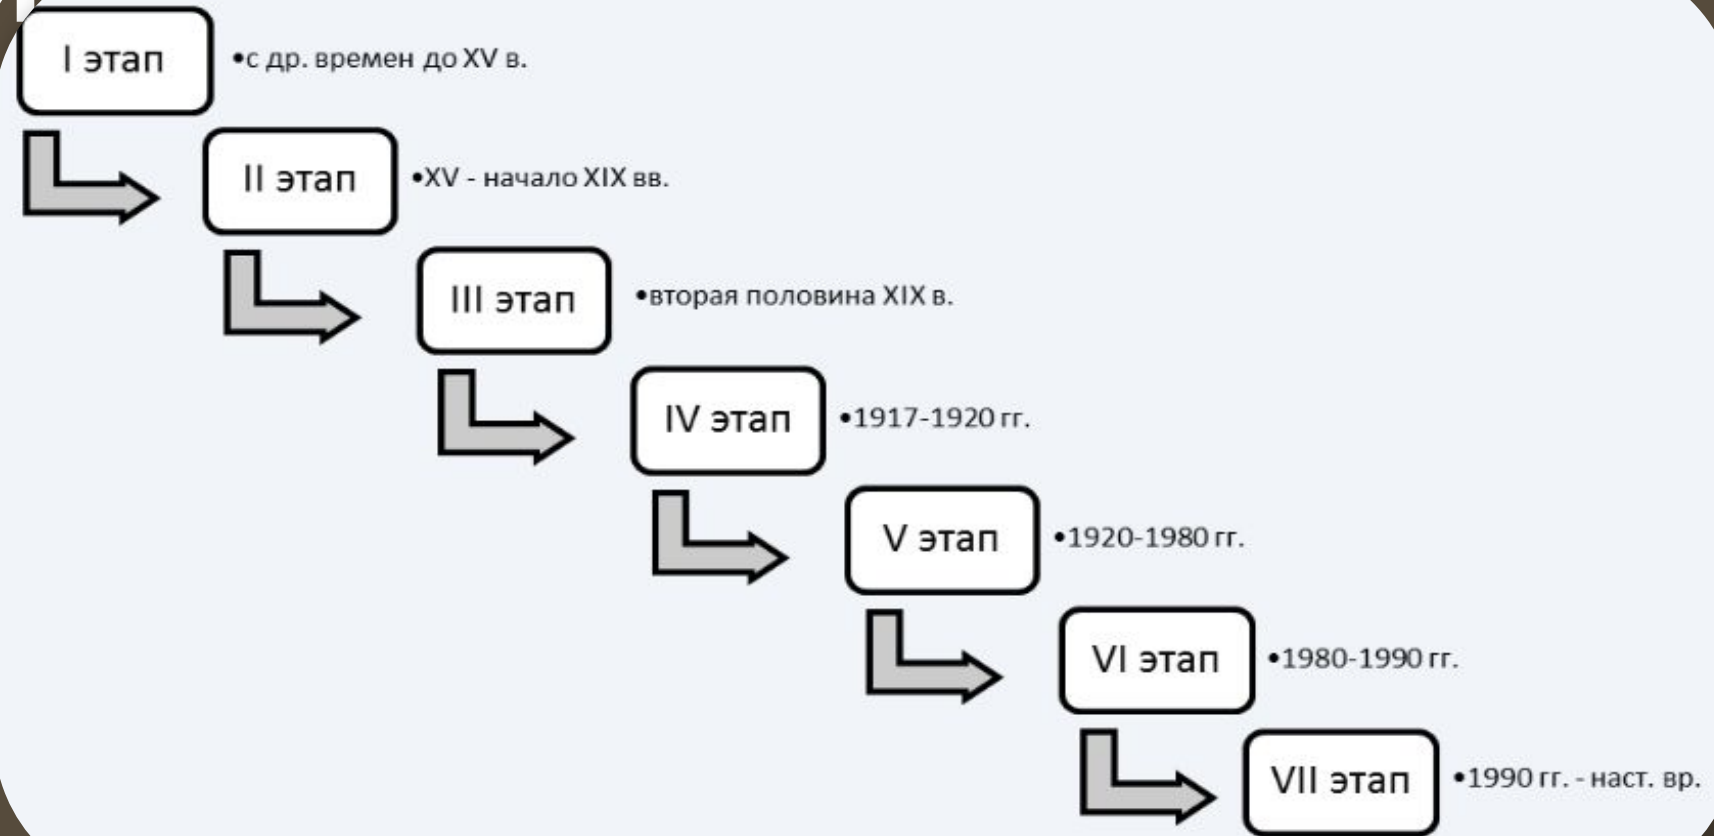 I этап
•с др. времен до XV в.
II этап
•XV - начало XIX вв.
III этап
•вторая половина XIX в.
IV этап
•1917-1920 гг.
V этап
•1920-1980 гг.
VI этап
•1980-1990 гг.
VII этап
•1990 гг. - наст. вр.